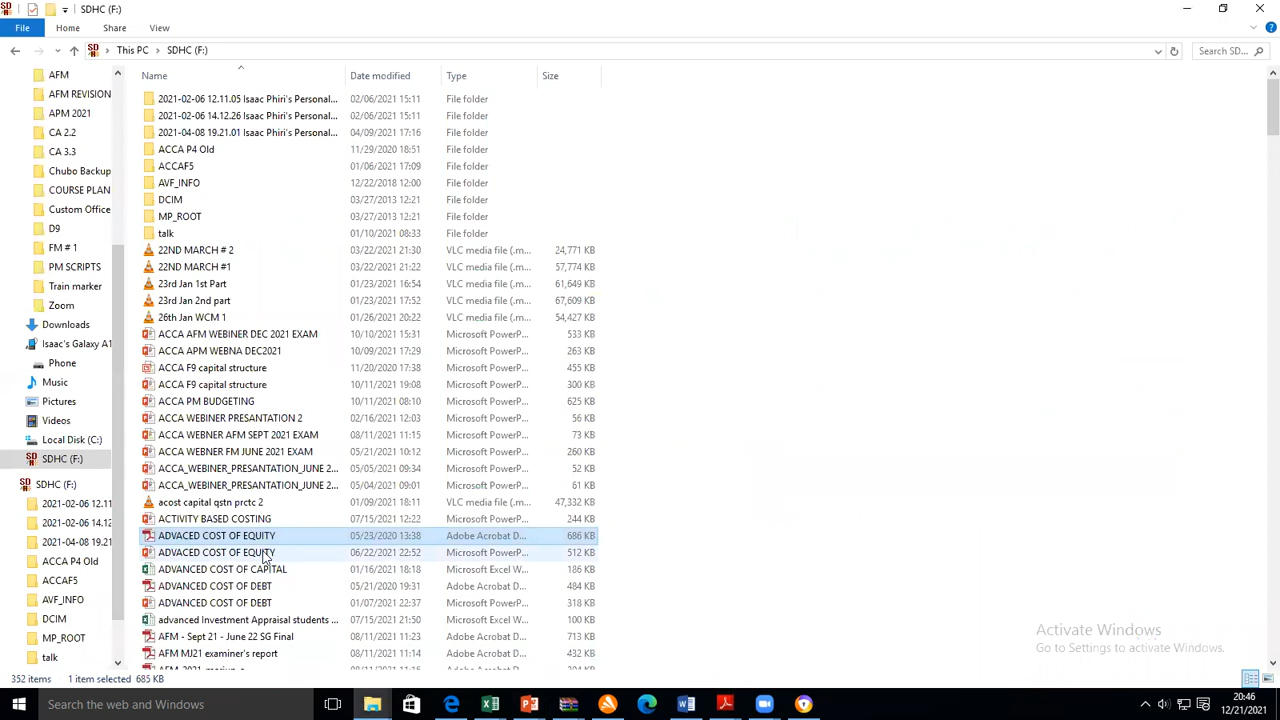 SDHC (F:)
File Home Share View
This PC SDHC (F:) Search SD...
Name Date modified Type Size
AFM
AFM REVISION
APM 2021
CA 2.2
CA 3.3
Chubo Backup
COURSE PLAN
Custom Office
D9
FM # 1
PM SCRIPTS
Train marker
Zoom
Downloads
Isaac's Galaxy A1
Phone
Music
Pictures
Videos
Local Disk (C:)
SDHC (F:)
SDHC (F:)
2021-02-06 12.11
2021-02-06 14.12
2021-04-08 19.21
ACCA P4 Old
ACCAF5
AVF_INFO
DCIM
MP_ROOT
talk
2021-02-06 12.11.05 Isaac Phiri's Personal... 02/06/2021 15:11 File folder
2021-02-06 14.12.26 Isaac Phiri's Personal... 02/06/2021 15:11 File folder
2021-04-08 19.21.01 Isaac Phiri's Personal... 04/09/2021 17:16 File folder
ACCA P4 Old 11/29/2020 18:51 File folder
ACCAF5 01/06/2021 17:09 File folder
AVF_INFO 12/22/2018 12:00 File folder
DCIM 03/27/2013 12:21 File folder
MP_ROOT 03/27/2013 12:21 File folder
talk 01/10/2021 08:33 File folder
22ND MARCH # 2 03/22/2021 21:30 VLC media file (.m... 24,771 KB
22ND MARCH #1 03/22/2021 21:22 VLC media file (.m... 57,774 KB
23rd Jan 1st Part 01/23/2021 16:54 VLC media file (.m... 61,649 KB
23rd Jan 2nd part 01/23/2021 17:52 VLC media file (.m... 67,609 KB
26th Jan WCM 1 01/26/2021 20:22 VLC media file (.m... 54,427 KB
ACCA AFM WEBINER DEC 2021 EXAM 10/10/2021 15:31 Microsoft PowerP... 533 KB
ACCA APM WEBNA DEC2021 10/09/2021 17:29 Microsoft PowerP... 263 KB
ACCA F9 capital structure 11/20/2020 17:38 Microsoft PowerP... 455 KB
ACCA F9 capital structure 10/11/2021 19:08 Microsoft PowerP... 300 KB
ACCA PM BUDGETING 10/11/2021 08:10 Microsoft PowerP... 625 KB
ACCA WEBINER PRESANTATION 2 02/16/2021 12:03 Microsoft PowerP... 56 KB
ACCA WEBNER AFM SEPT 2021 EXAM 08/11/2021 11:15 Microsoft PowerP... 73 KB
ACCA WEBNER FM JUNE 2021 EXAM 05/21/2021 10:12 Microsoft PowerP... 260 KB
ACCA_WEBINER_PRESANTATION_JUNE 2... 05/05/2021 09:34 Microsoft PowerP... 52 KB
ACCA_WEBINER_PRESANTATION_JUNE 2... 05/04/2021 09:01 Microsoft PowerP... 61 KB
acost capital qstn prctc 2 01/09/2021 18:11 VLC media file (.m... 47,332 KB
ACTIVITY BASED COSTING 07/15/2021 12:22 Microsoft PowerP... 244 KB
ADVACED COST OF EQUITY 05/23/2020 13:38 Adobe Acrobat D... 686 KB
ADVACED COST OF EQUITY 06/22/2021 22:52 Microsoft PowerP... 512 KB
ADVANCED COST OF CAPITAL 01/16/2021 18:18 Microsoft Excel W... 186 KB
ADVANCED COST OF DEBT 05/21/2020 19:31 Adobe Acrobat D... 484 KB
ADVANCED COST OF DEBT 01/07/2021 22:37 Microsoft PowerP... 318 KB
advanced Investment Appraisal students ... 07/15/2021 21:50 Microsoft Excel W... 100 KB
AFM - Sept 21 - June 22 SG Final 08/11/2021 11:23 Adobe Acrobat D... 713 KB
AFM MJ21 examiner's report 08/11/2021 11:14 Adobe Acrobat D... 432 KB
Activate Windows
Go to Settings to activate Windows.
352 items 1 item selected 685 KB
Search the web and Windows
20:46
12/21/2021